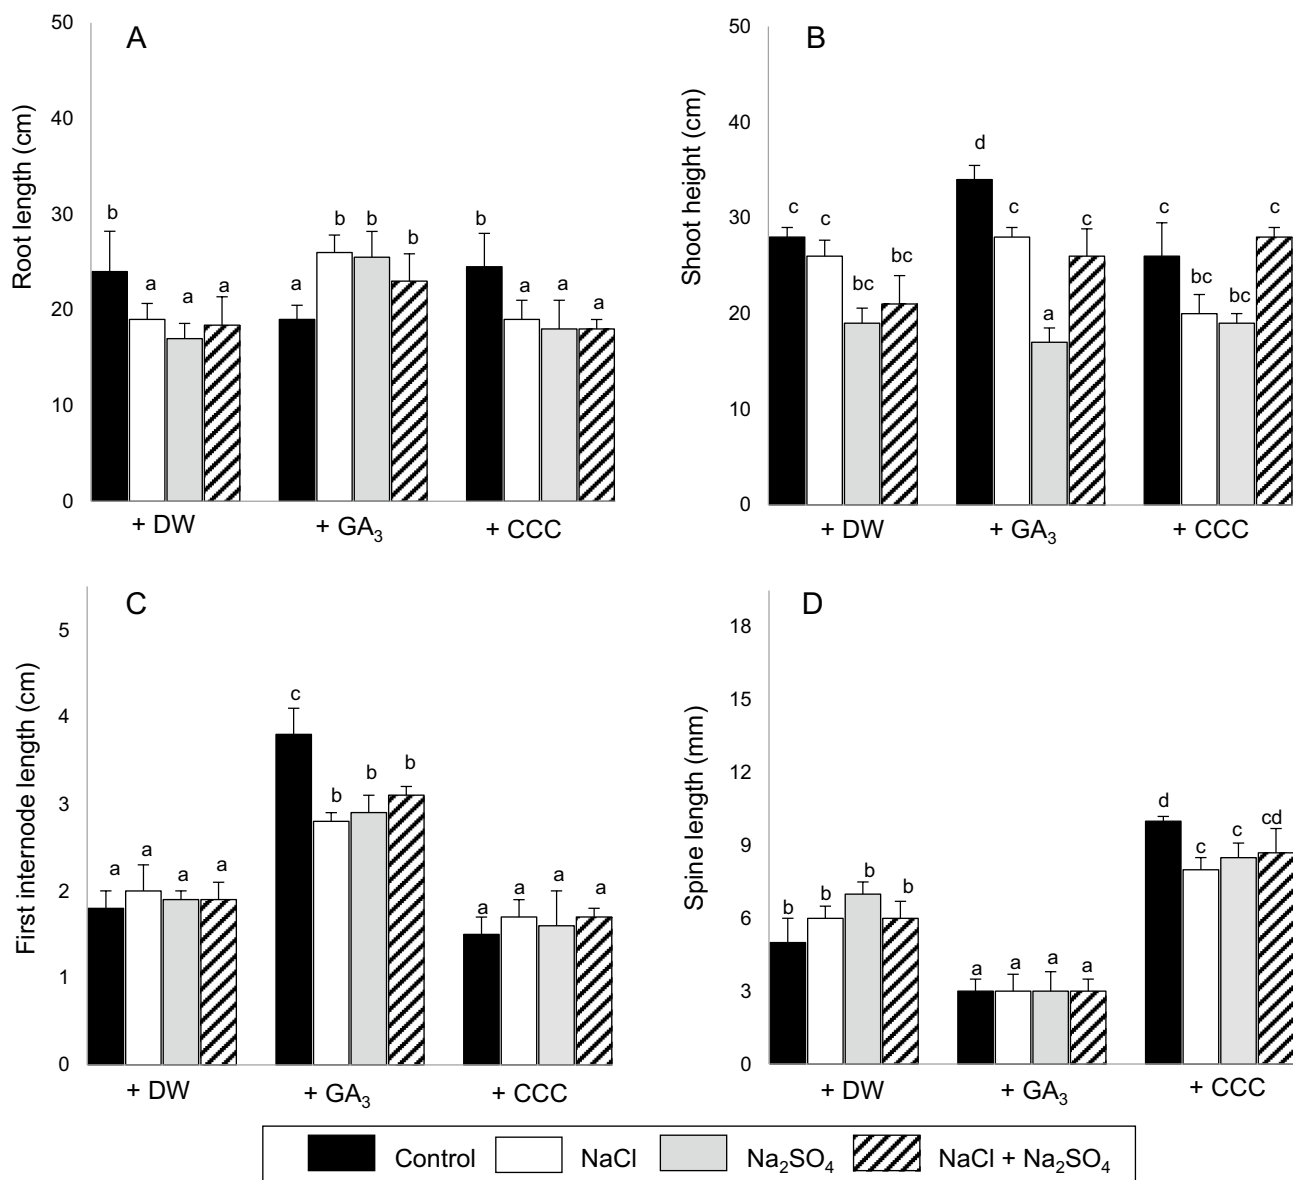 A
Root length (cm)
50
40
30
20
10
0
b
a
a
a
a
b
b
b
b
a
a
a
+ DW
+ GA₃
+ CCC
B
Shoot height (cm)
50
40
30
20
10
0
c
c
bc
bc
d
c
a
c
c
bc
bc
c
+ DW
+ GA₃
+ CCC
C
First internode length (cm)
5
4
3
2
1
0
a
a
a
a
c
b
b
b
a
a
a
a
+ DW
+ GA₃
+ CCC
D
Spine length (mm)
18
15
12
9
6
3
0
b
b
b
b
a
a
a
a
d
c
c
cd
+ DW
+ GA₃
+ CCC
Control
NaCl
Na₂SO₄
NaCl + Na₂SO₄